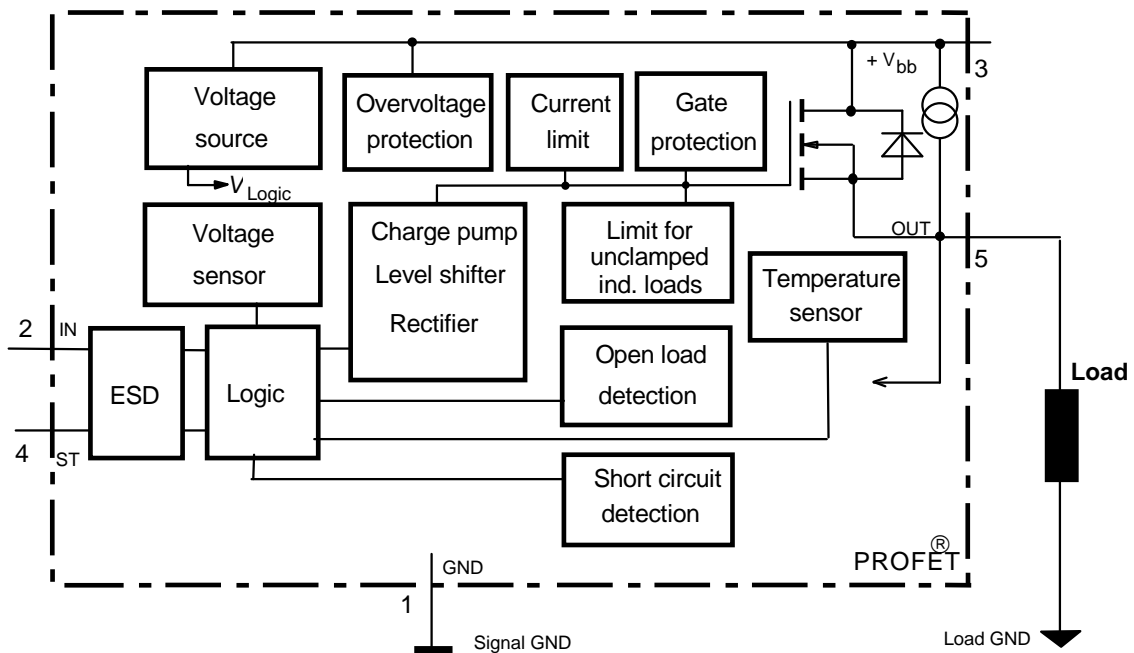 + V bb
3
Voltage
source
Overvoltage
protection
Current
limit
Gate
protection
V Logic
Voltage
sensor
Charge pump
Level shifter
Rectifier
Limit for
unclamped
ind. loads
OUT
5
Temperature
sensor
2
IN
ESD
Logic
Open load
detection
Load
4
ST
Short circuit
detection
PROFET®
GND
1
Signal GND
Load GND